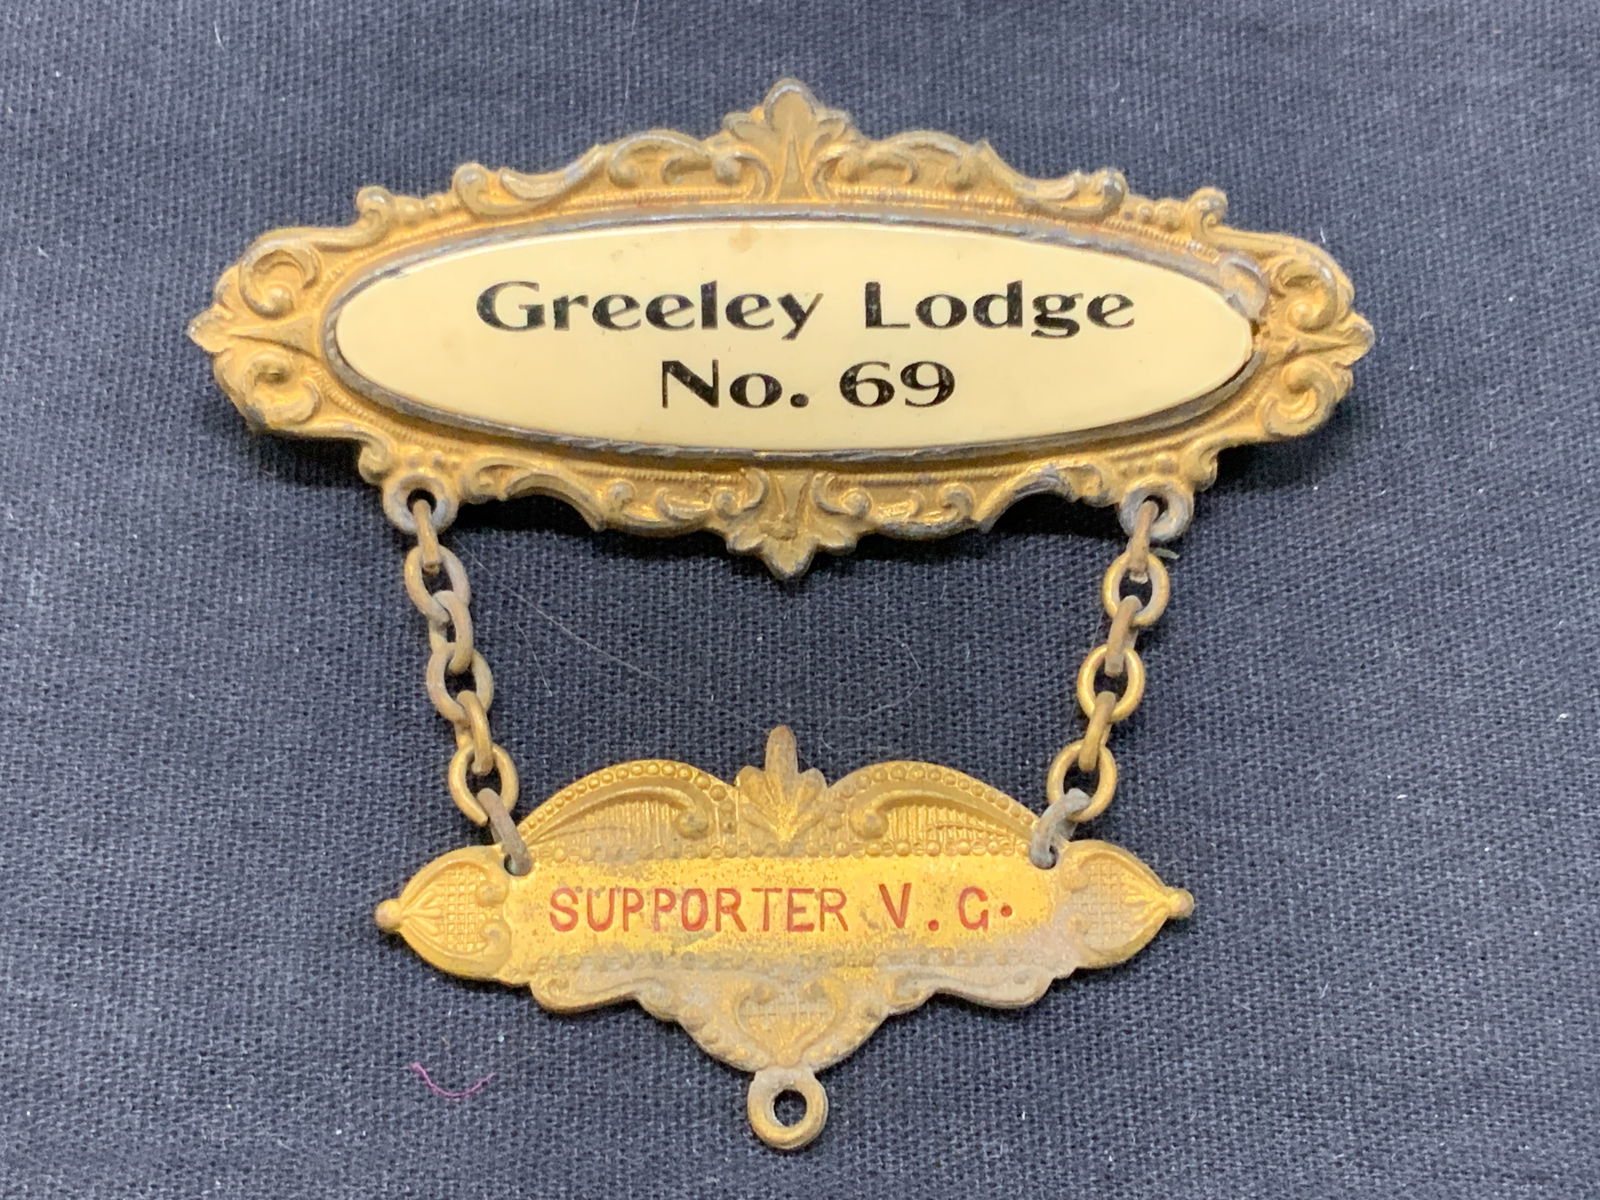 Greeley Lodge
No. 69
SUPPORTER V. G.